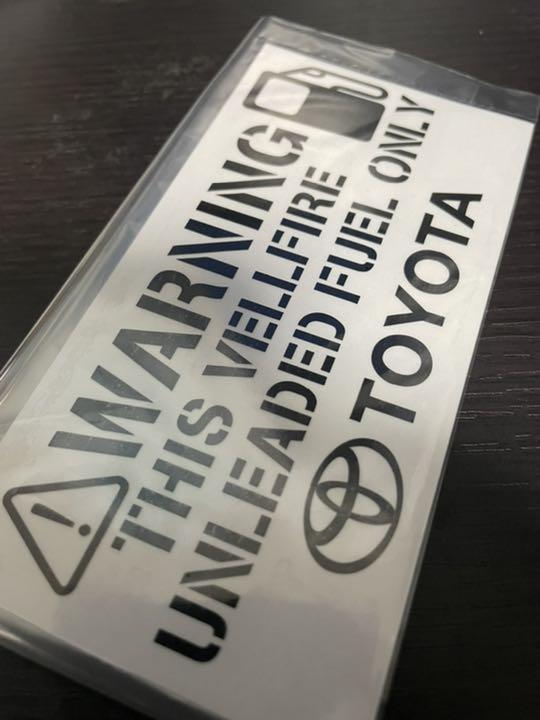 WARNING
THIS VELLFIRE
UNLEADED FUEL ONLY
TOYOTA